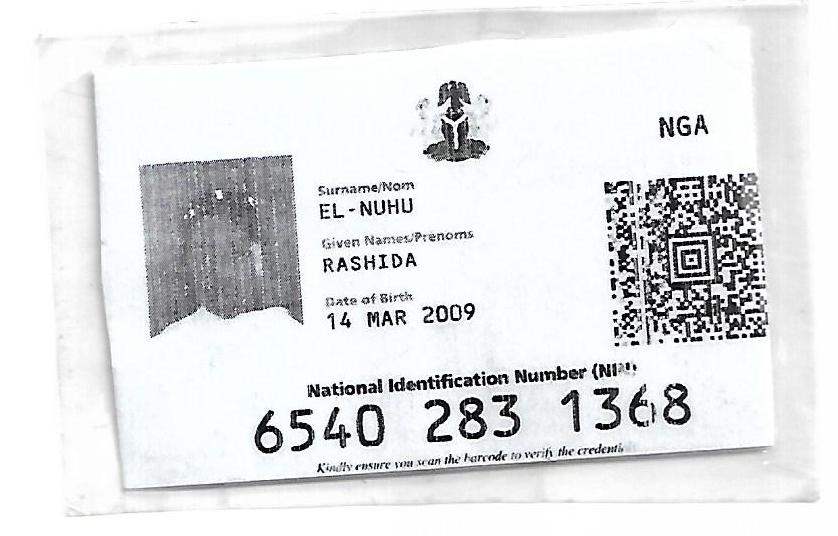 NGA
Surname/Nom
EL-NUHU
Given Names/Prenoms
RASHIDA
Date of Birth
14 MAR 2009
National Identification Number (NIN)
6540 283 1368
Kindly ensure you scan the barcode to verify the